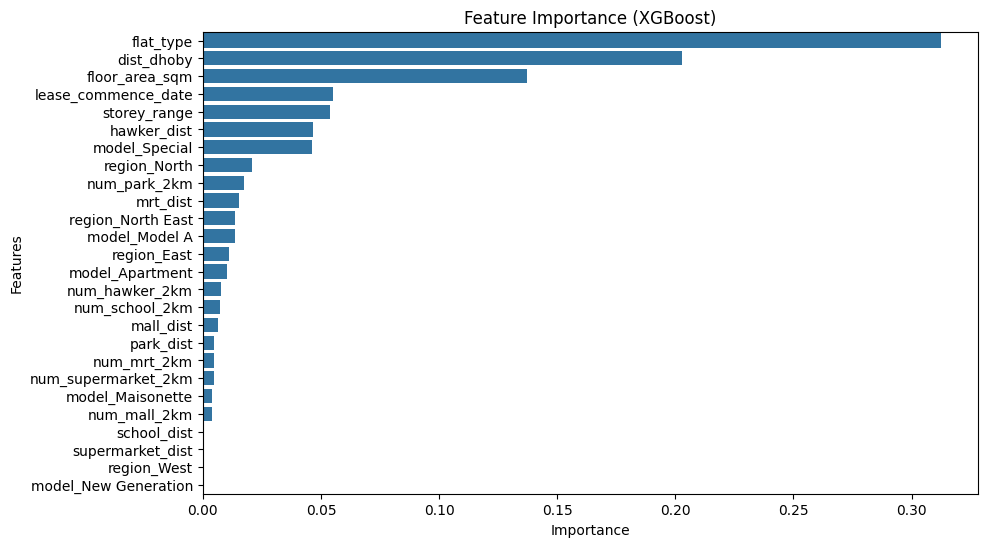 Feature Importance (XGBoost)
Features
flat_type
dist_dhoby
floor_area_sqm
lease_commence_date
storey_range
hawker_dist
model_Special
region_North
num_park_2km
mrt_dist
region_North East
model_Model A
region_East
model_Apartment
num_hawker_2km
num_school_2km
mall_dist
park_dist
num_mrt_2km
num_supermarket_2km
model_Maisonette
num_mall_2km
school_dist
supermarket_dist
region_West
model_New Generation
0.00 0.05 0.10 0.15 0.20 0.25 0.30
Importance